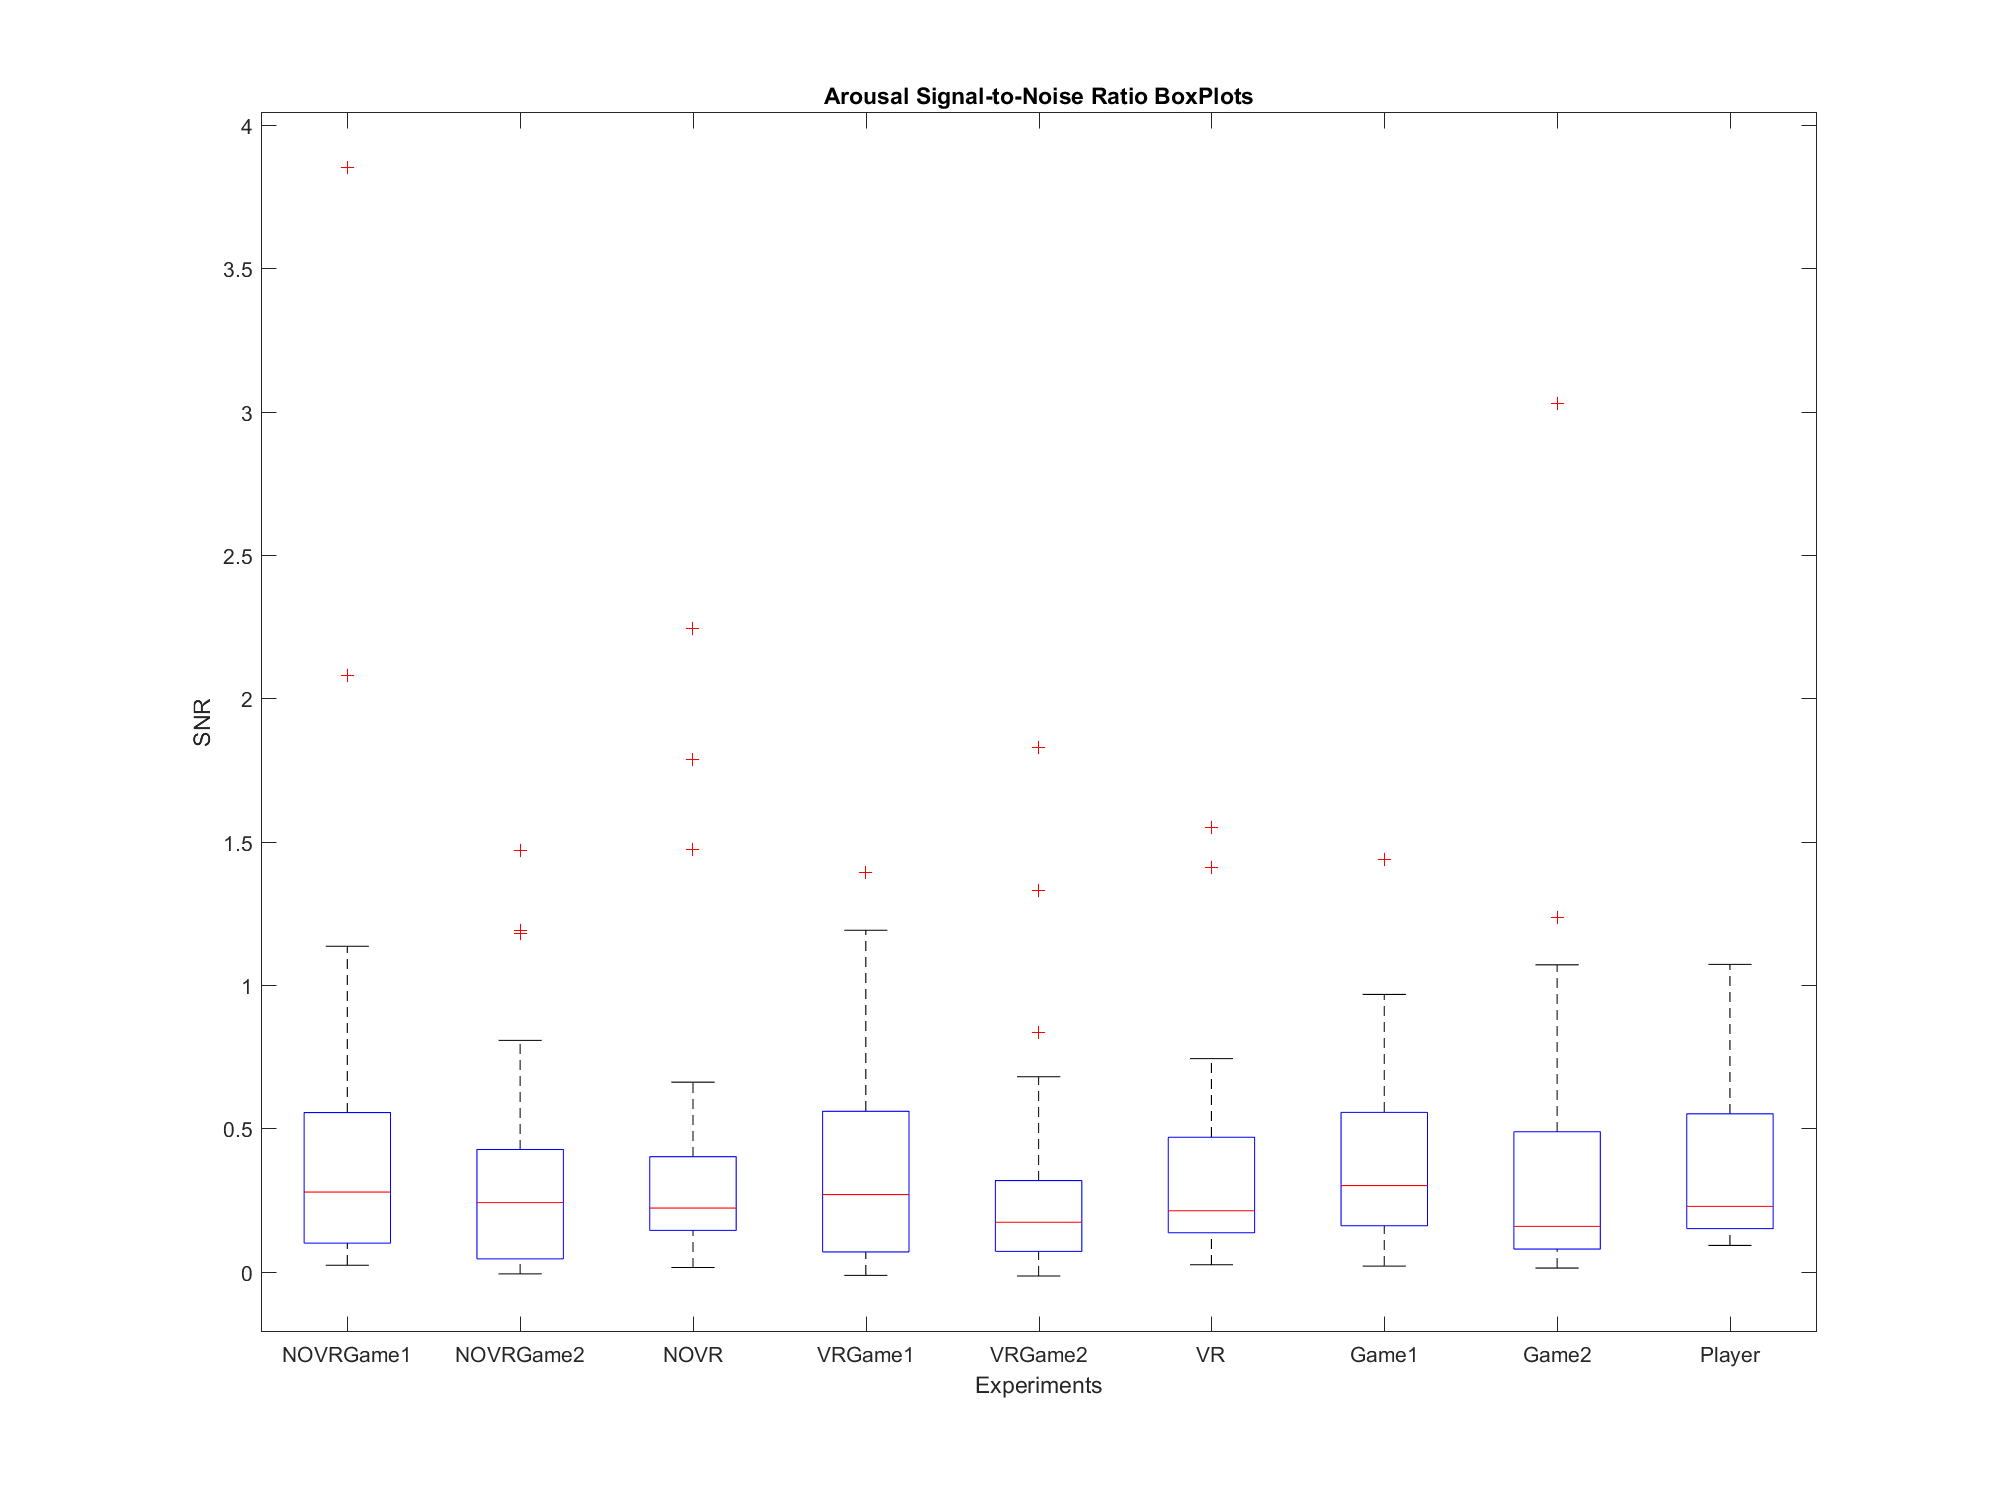 Arousal Signal-to-Noise Ratio BoxPlots
4
3.5
3
2.5
2
1.5
1
0.5
0
SNR
NOVRGame1 NOVRGame2 NOVR VRGame1 VRGame2 VR Game1 Game2 Player
Experiments